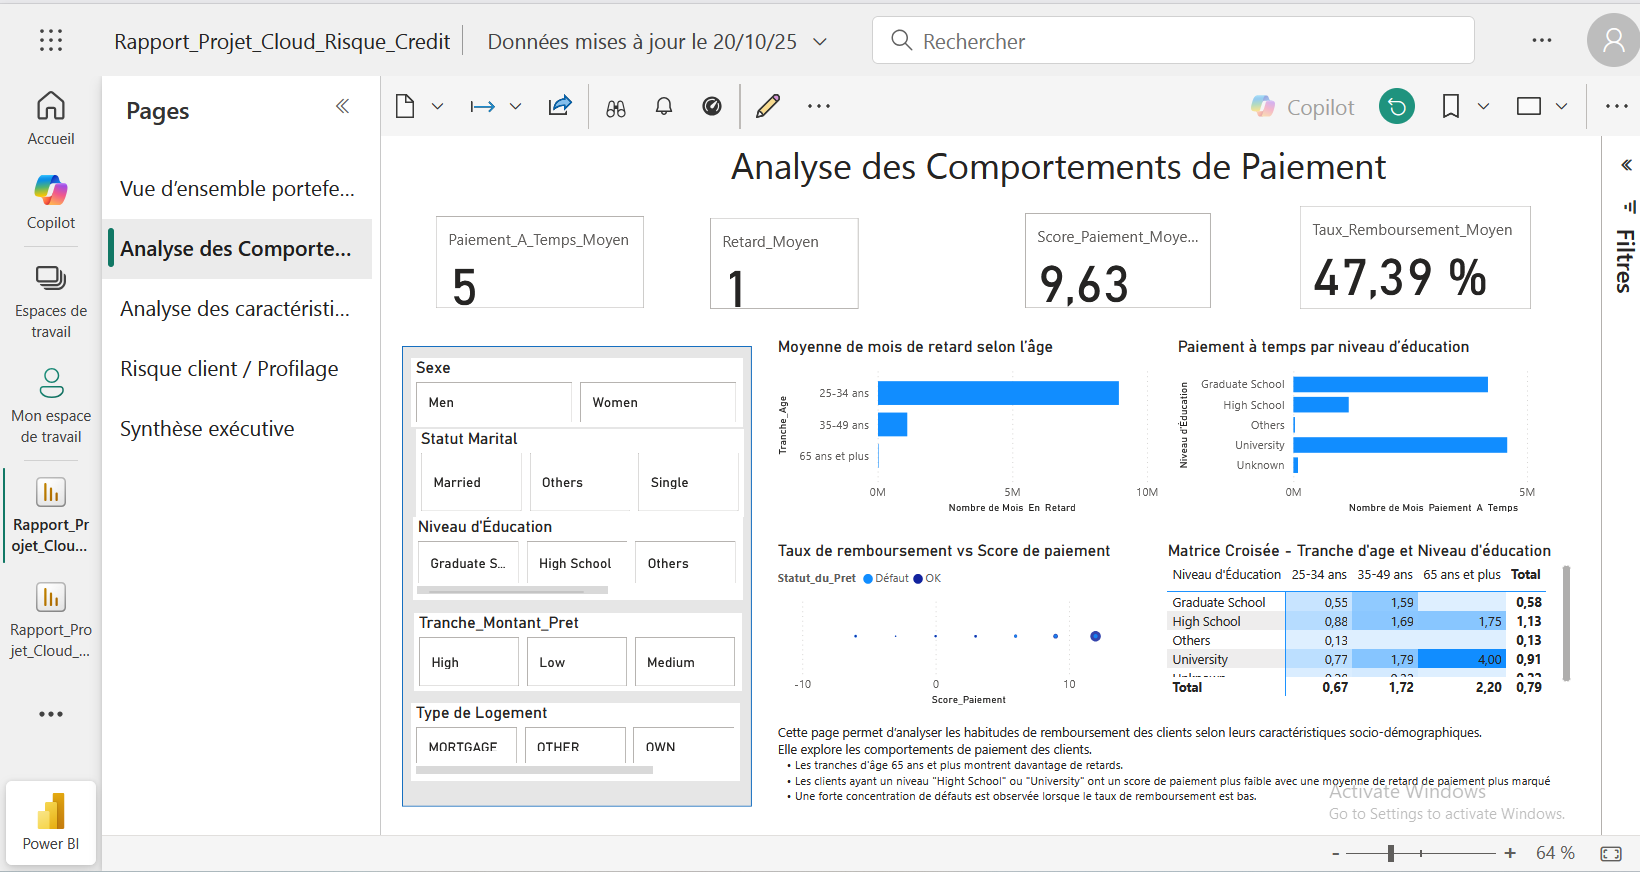 Rapport_Projet_Cloud_Risque_Credit
Données mises à jour le 20/10/25
Rechercher
Accueil
Copilot
Espaces de
travail
Mon espace
de travail
Rapport_Pr
ojet_Clou...
Rapport_Pro
jet_Cloud_...
Power BI
Pages
Vue d’ensemble portefe...
Analyse des Comporte...
Analyse des caractéristi...
Risque client / Profilage
Synthèse exécutive
Copilot
Filtres
Analyse des Comportements de Paiement
Paiement_A_Temps_Moyen
5
Retard_Moyen
1
Score_Paiement_Moye...
9,63
Taux_Remboursement_Moyen
47,39 %
Sexe
Men
Women
Statut Marital
Married
Others
Single
Niveau d'Éducation
Graduate S...
High School
Others
Tranche_Montant_Pret
High
Low
Medium
Type de Logement
MORTGAGE
OTHER
OWN
Moyenne de mois de retard selon l’âge
Tranche_Age
25-34 ans
35-49 ans
65 ans et plus
0M
5M
10M
Nombre de Mois En Retard
Paiement à temps par niveau d’éducation
Niveau d'Éducation
Graduate School
High School
Others
University
Unknown
0M
5M
Nombre de Mois Paiement A Temps
Taux de remboursement vs Score de paiement
Statut_du_Pret Défaut OK
-10
0
10
Score_Paiement
Matrice Croisée - Tranche d'age et Niveau d'éducation
Niveau d'Éducation 25-34 ans 35-49 ans 65 ans et plus Total
Graduate School 0,55 1,59 0,58
High School 0,88 1,69 1,75 1,13
Others 0,13 0,13
University 0,77 1,79 4,00 0,91
Total 0,67 1,72 2,20 0,79
Cette page permet d'analyser les habitudes de remboursement des clients selon leurs caractéristiques socio-démographiques.
Elle explore les comportements de paiement des clients.
• Les tranches d'âge 65 ans et plus montrent davantage de retards.
• Les clients ayant un niveau "Hight School" ou "University" ont un score de paiement plus faible avec une moyenne de retard de paiement plus marqué
• Une forte concentration de défauts est observée lorsque le taux de remboursement est bas.
Activate Windows
Go to Settings to activate Windows.
- + 64 %